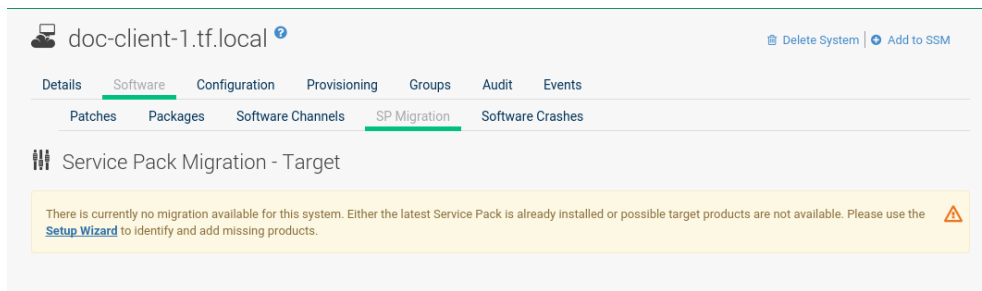 doc-client-1.tf.local ?
Delete System | Add to SSM
Details Software Configuration Provisioning Groups Audit Events
Patches Packages Software Channels SP Migration Software Crashes
Service Pack Migration - Target
There is currently no migration available for this system. Either the latest Service Pack is already installed or possible target products are not available. Please use the
Setup Wizard to identify and add missing products.